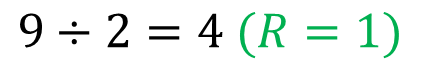 9 ÷ 2 = 4 (R = 1)